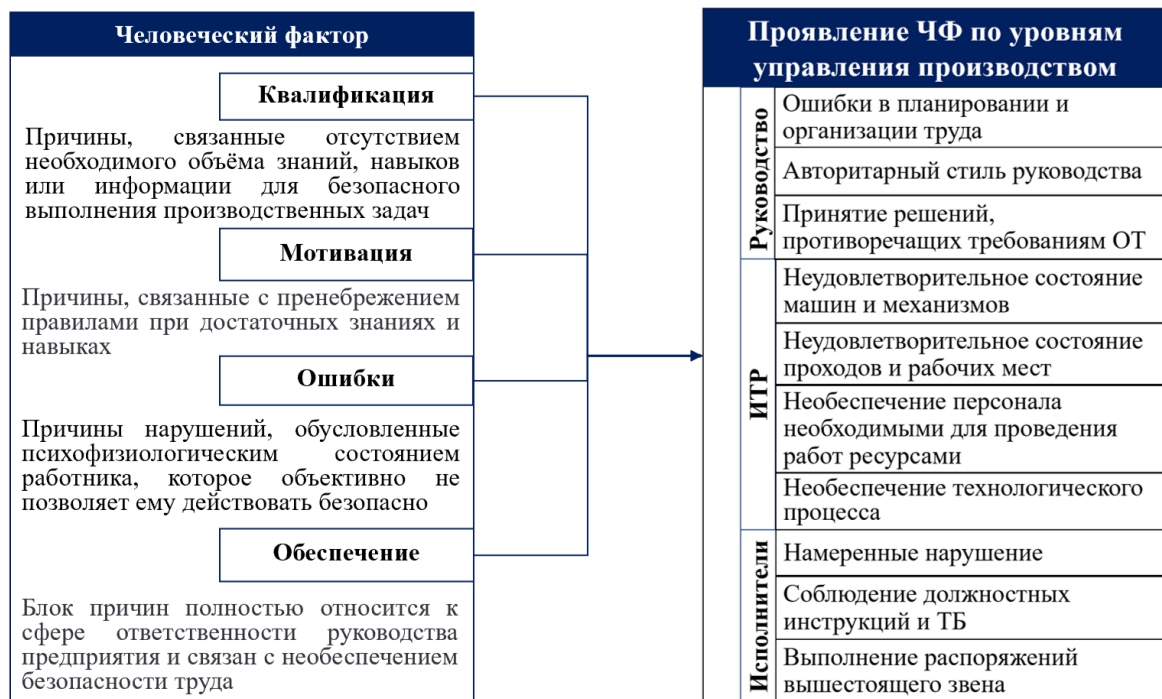 Человеческий фактор
Квалификация
Причины, связанные отсутствием
необходимого объёма знаний, навыков
или информации для безопасного
выполнения производственных задач
Мотивация
Причины, связанные с пренебрежением
правилами при достаточных знаниях и
навыках
Ошибки
Причины нарушений, обусловленные
психофизиологическим состоянием
работника, которое объективно не
позволяет ему действовать безопасно
Обеспечение
Блок причин полностью относится к
сфере ответственности руководства
предприятия и связан с необеспечением
безопасности труда
Проявление ЧФ по уровням
управления производством
Руководство
Ошибки в планировании и
организации труда
Авторитарный стиль руководства
Принятие решений,
противоречащих требованиям ОТ
ИТР
Неудовлетворительное состояние
машин и механизмов
Неудовлетворительное состояние
проходов и рабочих мест
Необеспечение персонала
необходимыми для проведения
работ ресурсами
Необеспечение технологического
процесса
Исполнители
Намеренные нарушение
Соблюдение должностных
инструкций и ТБ
Выполнение распоряжений
вышестоящего звена